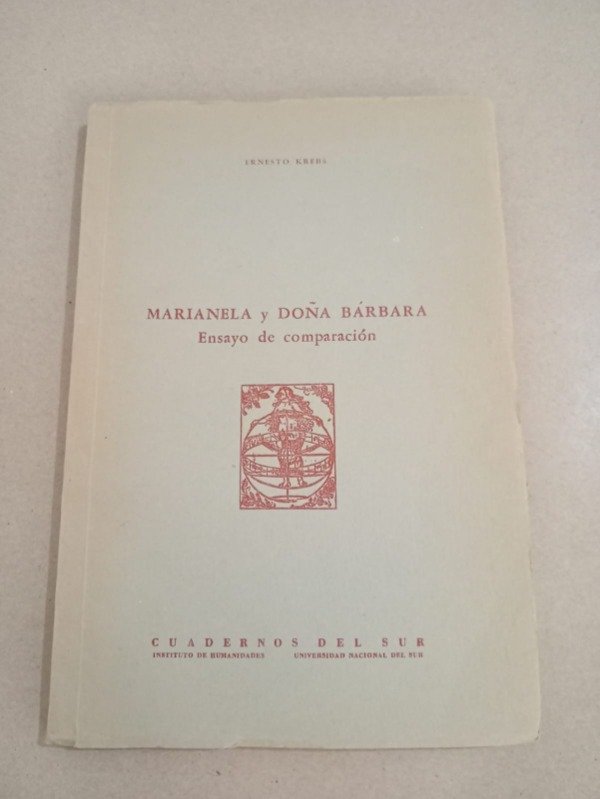 ERNESTO KREBS
MARIANELA y DOÑA BÁRBARA
Ensayo de comparación
CUADERNOS DEL SUR
INSTITUTO DE HUMANIDADES UNIVERSIDAD NACIONAL DEL SUR